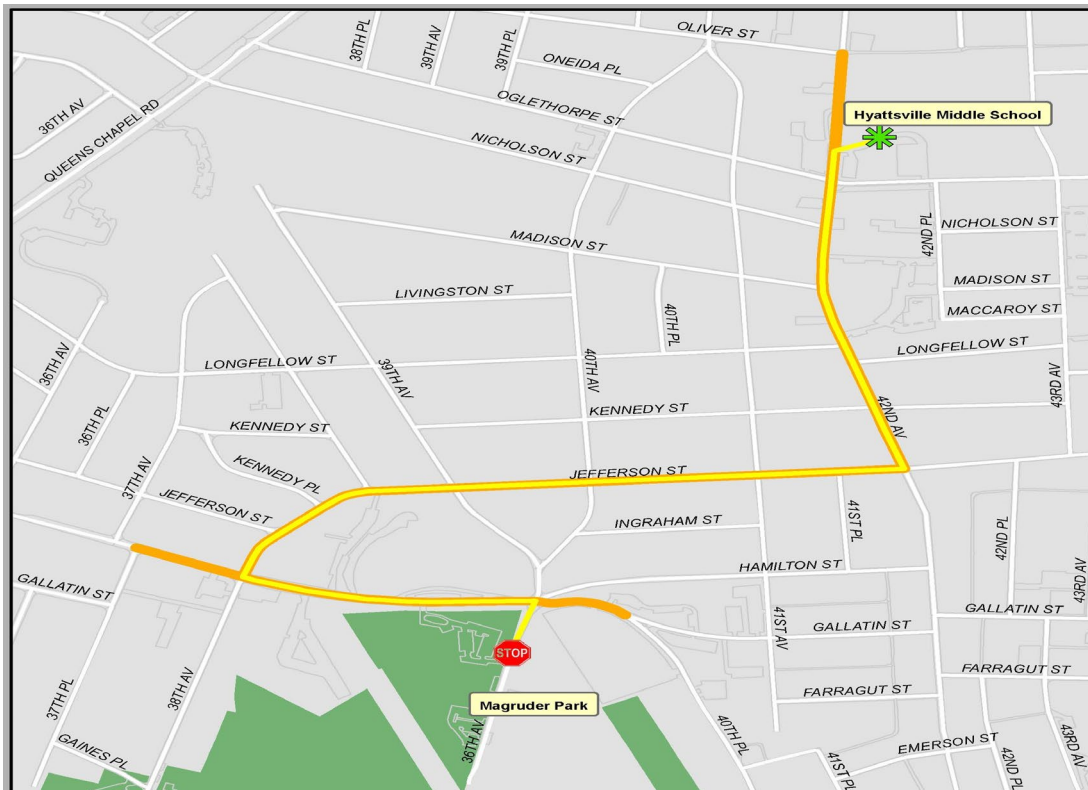 OLIVER ST
38TH PL
39TH AV
39TH PL
ONEIDA PL
36TH AV
QUEENS CHAPEL RD
OGLETHORPE ST
Hyattsville Middle School
NICHOLSON ST
42ND PL
NICHOLSON ST
MADISON ST
MADISON ST
LIVINGSTON ST
40TH PL
MACCAROY ST
36TH AV
LONGFELLOW ST
39TH AV
40TH AV
LONGFELLOW ST
43RD AV
36TH PL
KENNEDY ST
KENNEDY ST
42ND AV
37TH AV
KENNEDY PL
JEFFERSON ST
JEFFERSON ST
INGRAHAM ST
41ST PL
42ND PL
HAMILTON ST
43RD AV
GALLATIN ST
GALLATIN ST
41ST AV
GALLATIN ST
STOP
37TH PL
38TH AV
FARRAGUT ST
FARRAGUT ST
Magruder Park
36TH AV
40TH PL
EMERSON ST
GAINES PL
41ST PL
42ND PL
43RD AV